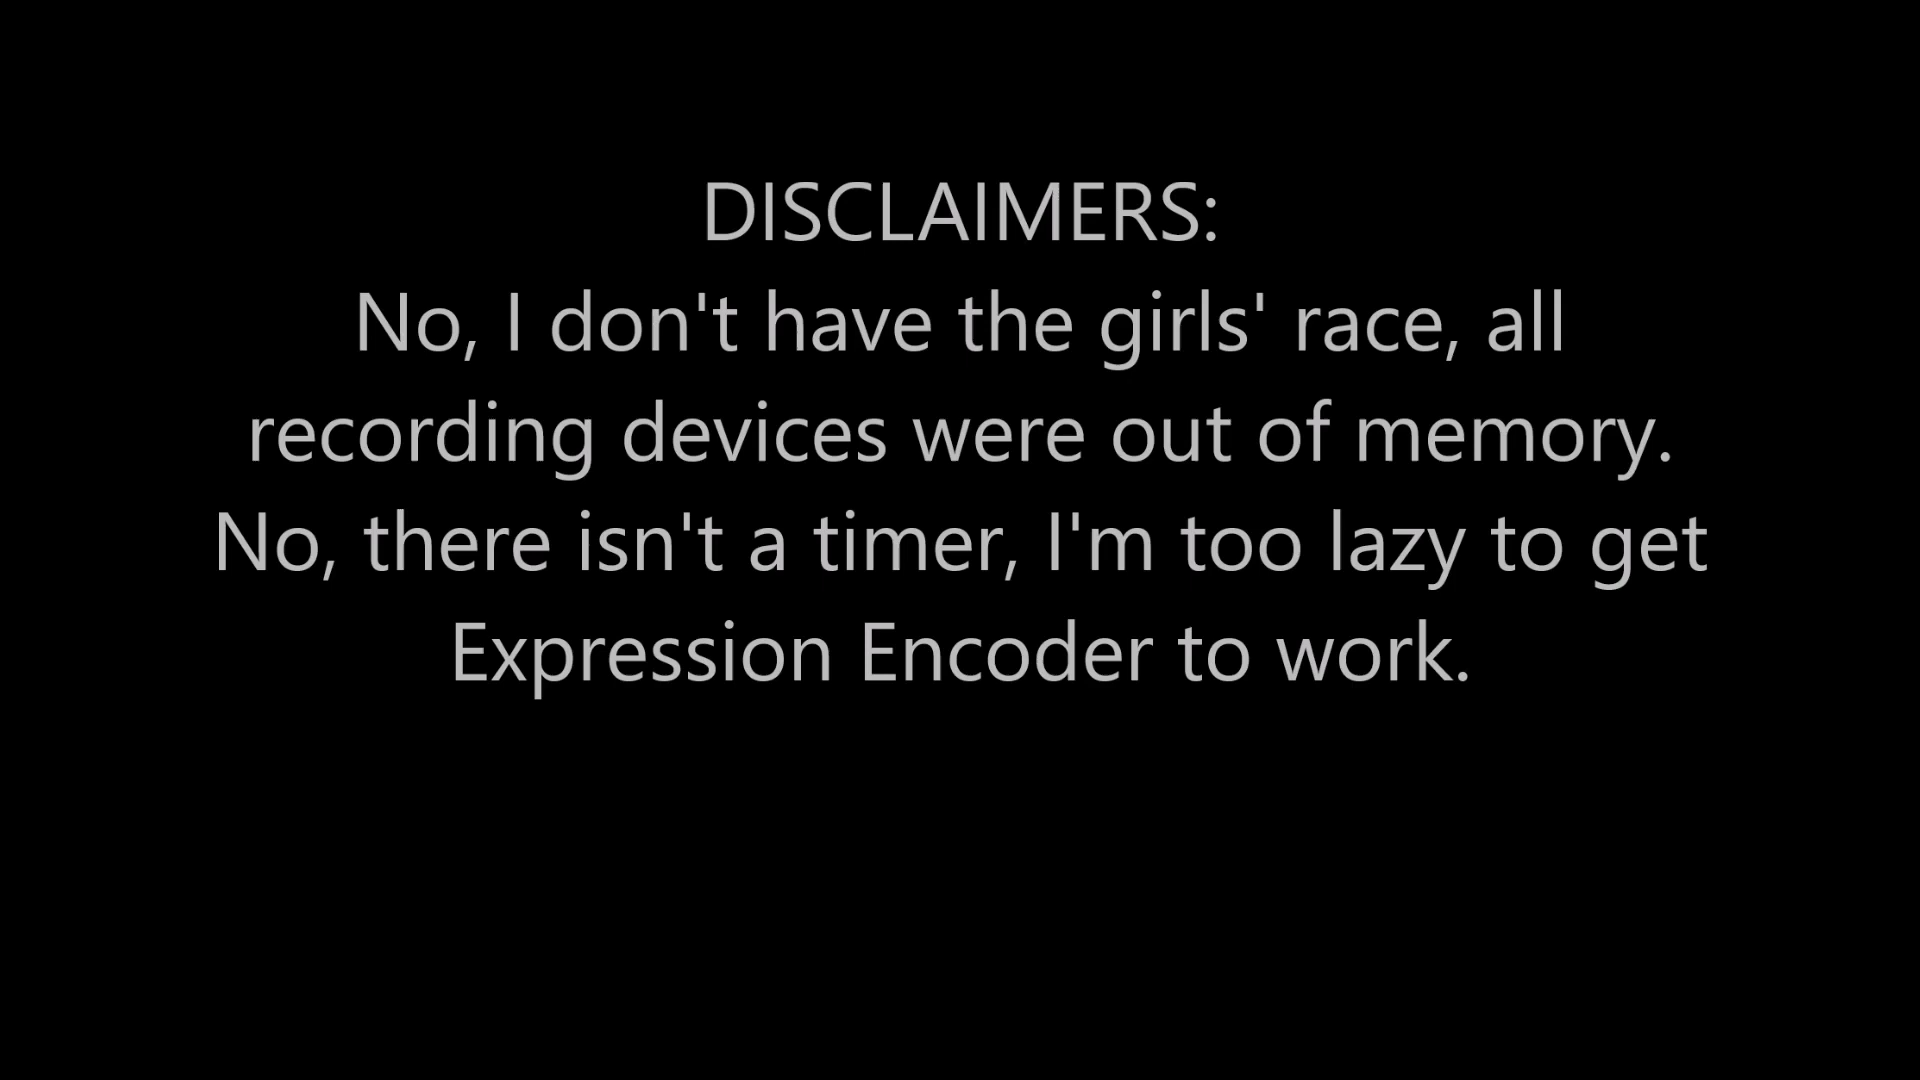 DISCLAIMERS:
No, I don't have the girls' race, all
recording devices were out of memory.
No, there isn't a timer, I'm too lazy to get
Expression Encoder to work.